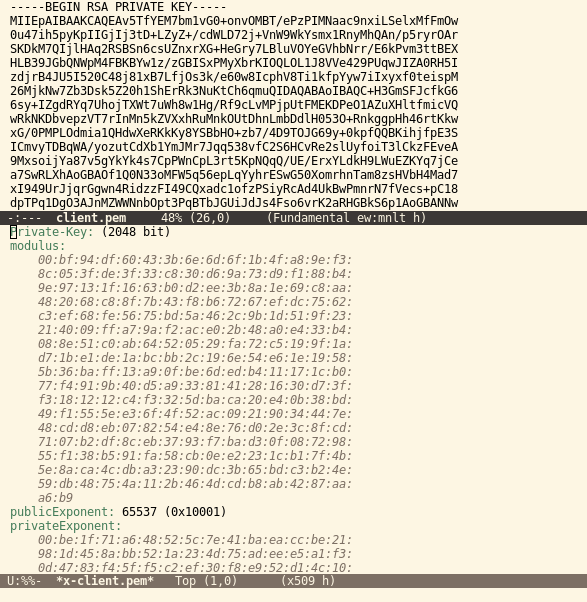 -----BEGIN RSA PRIVATE KEY-----
MIIEpAIBAAKCAQEAv5TfYEM7bm1vG0+onvOMBT/ePzPIMNaac9nxiLSelxMfFmOw
0u47ih5pyKpIIGjIj3tD+LZyZ+/cdWLD72j+VnW9WkYsmx1RnyMhQAn/p5ryrOAr
SKDkM7QIjlHAq2RSBSn6csUZnxrXG+HeGry7LBluVOYeGVhbNrr/E6kPvm3ttBEX
HLB39JGbQNWpM4FBKBYw1z/zGBISxPMyXbrKIOQLOL1J8VVe429PUqwJIZA0RH5I
zdjrB4JU5I520C48j81xB7LfjOs3k/e60w8IcphV8Ti1kfpYyw7iIxyxf0teispM
26MjkNw7Zb3Dsk5Z20h1ShErRk3NuKtCh6qmuQIDAQABAoIBAQC+H3GmSFJcfkG6
6sy+IZgdRYq7UhojTXWt7uWh8w1Hg/Rf9cLvMPjpUtFMEKDPeO1AZuXHltfmicVQ
wRkNKDbvepzVT7rInMn5kZVXxhRuMnkOUtDhnLmbDdlH053O+RnkggpHh46rtKkw
xG/0PMPLOdmia1QHdwXeRKkKy8YSBbHO+zb7/4D9TOJG69y+0kpfQQBKihjfpE3S
ICmvyTDBqWA/yozutCdXb1YmJMr7Jqq538vfC2S6HCvRe2slUyfoiT3lCkzFEveA
9MxsoijYa87v5gYkYk4s7CpPWnCpL3rt5KpNQqQ/UE/ErxYLdkH9LWuEZKYq7jCe
a7SwRLXhAoGBAOf1Q0N33oMFW5q56epLqYyhrESwG50XomrhnTam8zsHVbH4Mad7
xI949UrJjqrGgwn4RidzzFI49CQxadc1ofzPSiyRcAd4UkBwPmnrN7fVecs+pC18
dpTPq1DgO3AJnMZWWNnbOpt3PqBTbJGUiJdJs4Fso6vrK2aRHGBkS6p1AoGBANNw
-:--- client.pem 48% (26,0) (Fundamental ew:mnlt h)
Private-Key: (2048 bit)
modulus:
00:bf:94:df:60:43:3b:6e:6d:6f:1b:4f:a8:9e:f3:
8c:05:3f:de:3f:33:c8:30:d6:9a:73:d9:f1:88:b4:
9e:97:13:1f:16:63:b0:d2:ee:3b:8a:1e:69:c8:aa:
48:20:68:c8:8f:7b:43:f8:b6:72:67:ef:dc:75:62:
c3:ef:68:fe:56:75:bd:5a:46:2c:9b:1d:51:9f:23:
21:40:09:ff:a7:9a:f2:ac:e0:2b:48:a0:e4:33:b4:
08:8e:51:c0:ab:64:52:05:29:fa:72:c5:19:9f:1a:
d7:1b:e1:de:1a:bc:bb:2c:19:6e:54:e6:1e:19:58:
5b:36:ba:ff:13:a9:0f:be:6d:ed:b4:11:17:1c:b0:
77:f4:91:9b:40:d5:a9:33:81:41:28:16:30:d7:3f:
f3:18:12:12:c4:f3:32:5d:ba:ca:20:e4:0b:38:bd:
49:f1:55:5e:e3:6f:4f:52:ac:09:21:90:34:44:7e:
48:cd:d8:eb:07:82:54:e4:8e:76:d0:2e:3c:8f:cd:
71:07:b2:df:8c:eb:37:93:f7:ba:d3:0f:08:72:98:
55:f1:38:b5:91:fa:58:cb:0e:e2:23:1c:b1:7f:4b:
5e:8a:ca:4c:db:a3:23:90:dc:3b:65:bd:c3:b2:4e:
59:db:48:75:4a:11:2b:46:4d:cd:b8:ab:42:87:aa:
a6:b9
publicExponent: 65537 (0x10001)
privateExponent:
00:be:1f:71:a6:48:52:5c:7e:41:ba:ea:cc:be:21:
98:1d:45:8a:bb:52:1a:23:4d:75:ad:ee:e5:a1:f3:
0d:47:83:f4:5f:f5:c2:ef:30:f8:e9:52:d1:4c:10:
U:%%- *x-client.pem* Top (1,0) (x509 h)